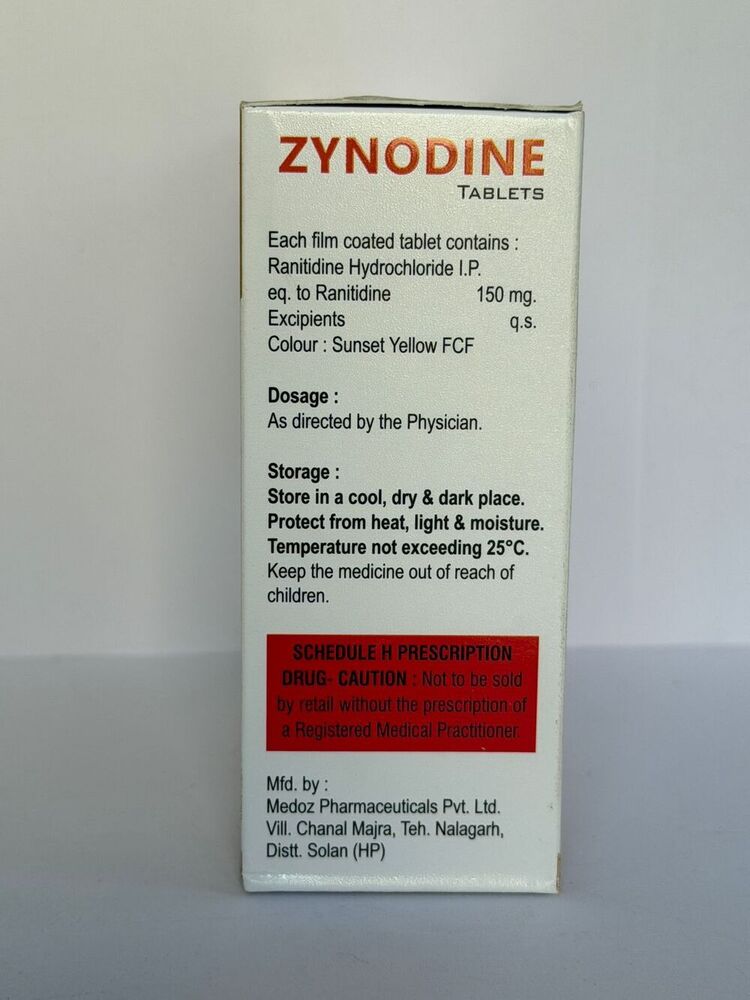 ZYNODINE
TABLETS
Each film coated tablet contains :
Ranitidine Hydrochloride I.P.
eq. to Ranitidine 150 mg.
Excipients q.s.
Colour : Sunset Yellow FCF
Dosage :
As directed by the Physician.
Storage :
Store in a cool, dry & dark place.
Protect from heat, light & moisture.
Temperature not exceeding 25°C.
Keep the medicine out of reach of
children.
SCHEDULE H PRESCRIPTION
DRUG- CAUTION : Not to be sold
by retail without the prescription of
a Registered Medical Practitioner.
Mfd. by :
Medoz Pharmaceuticals Pvt. Ltd.
Vill. Chanal Majra, Teh. Nalagarh,
Distt. Solan (HP)